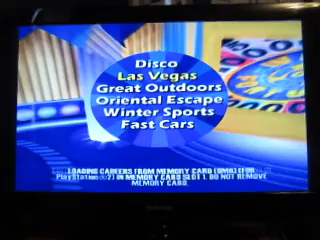 Disco
Las Vegas
Great Outdoors
Oriental Escape
Winter Sports
Fast Cars
LOADING CAREERS FROM MEMORY CARD (8MB) (FOR
PlayStation®2) IN MEMORY CARD SLOT 1. DO NOT REMOVE
MEMORY CARD.